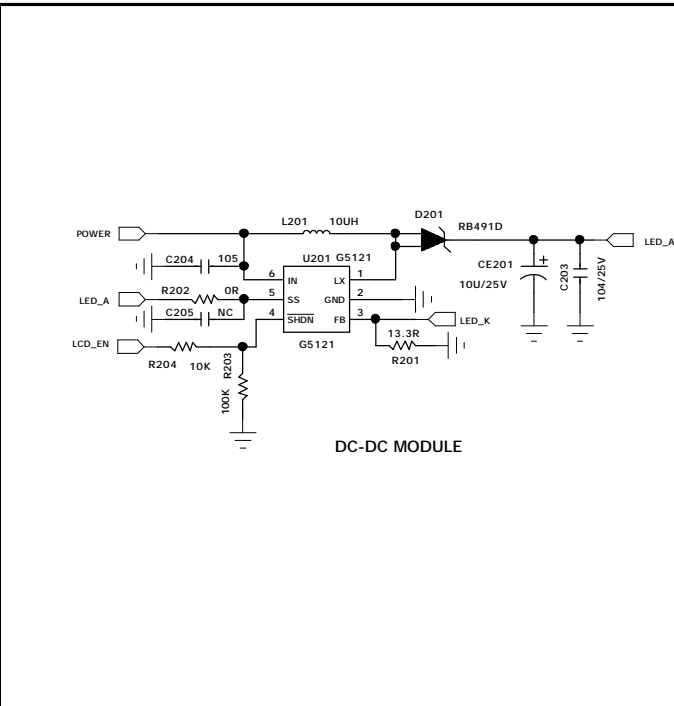 D201
L201 10UH
RB491D
POWER
LED_A
C204 105
U201 G5121
CE201
10U/25V
C203
104/25V
6 IN LX 1
R202 0R
LED_A
5 SS GND 2
C205 NC
4 SHDN FB 3
LED_K
LCD_EN
13.3R
R204 10K
G5121
R201
R203
100K
DC-DC MODULE